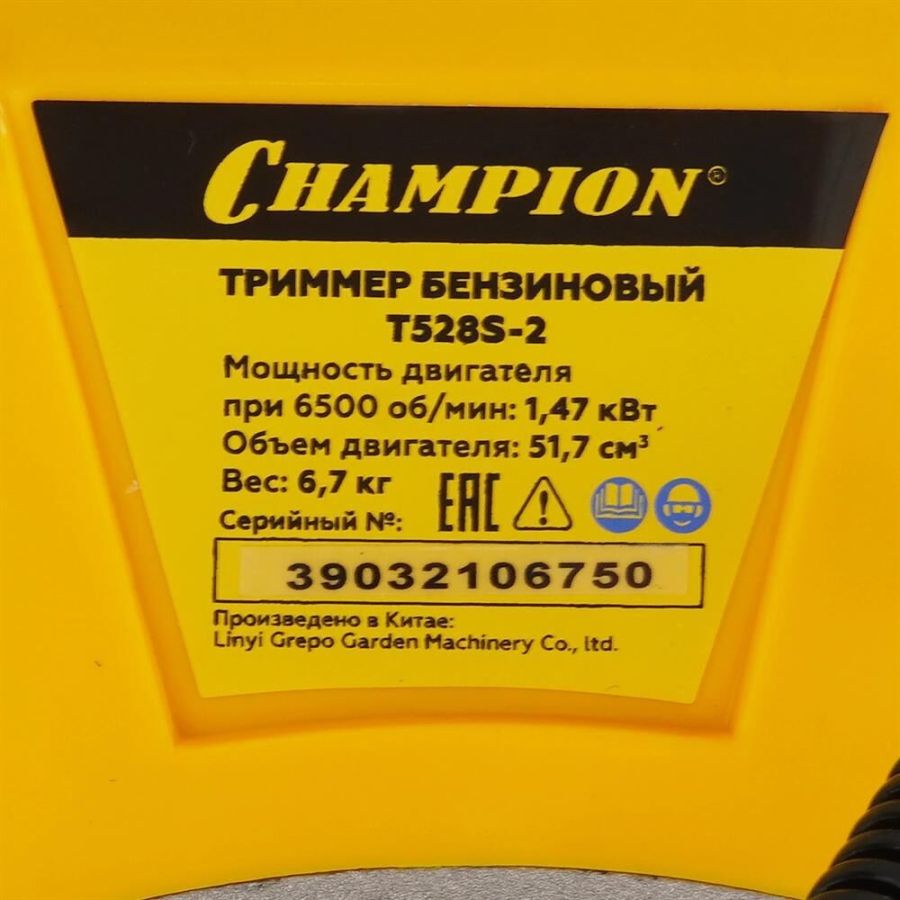 CHAMPION®
ТРИММЕР БЕНЗИНОВЫЙ
T528S-2
Мощность двигателя
при 6500 об/мин: 1,47 кВт
Объем двигателя: 51,7 см³
Вес: 6,7 кг EAC
Серийный №:
39032106750
Произведено в Китае:
Linyi Grepo Garden Machinery Co., ltd.